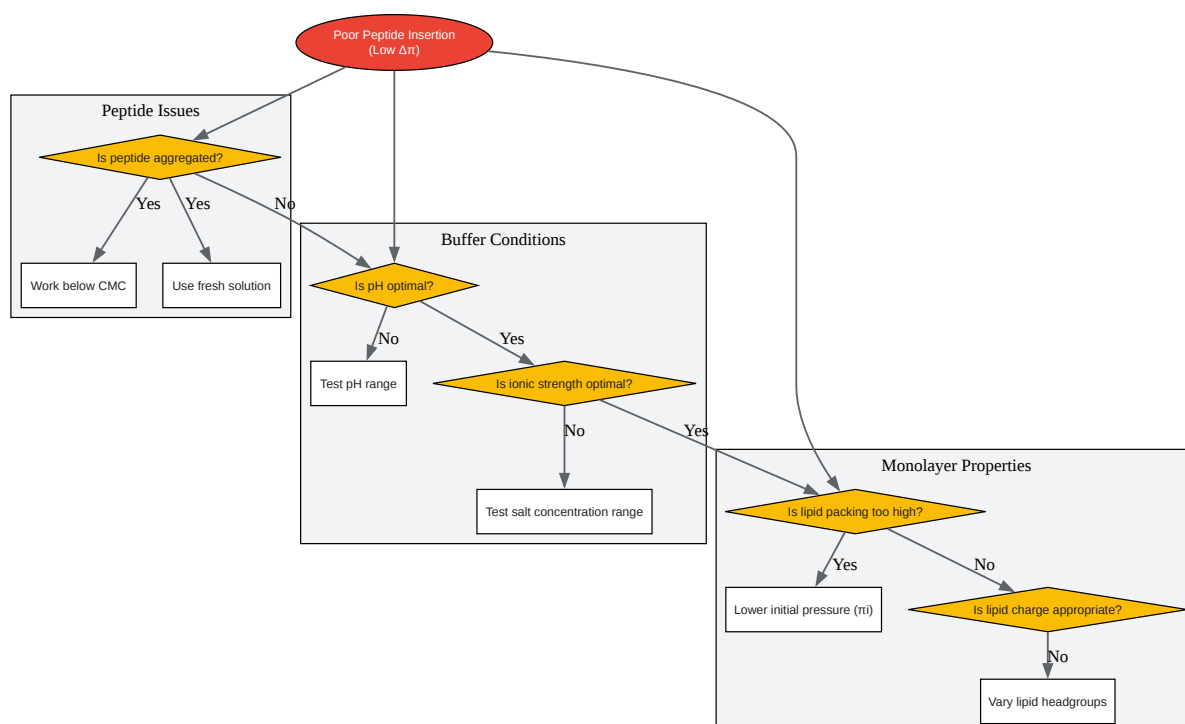 Poor Peptide Insertion
(Low Δπ)
Peptide Issues
Is peptide aggregated?
Yes
Yes
No
Work below CMC
Use fresh solution
Buffer Conditions
Is pH optimal?
No
Yes
Test pH range
Is ionic strength optimal?
No
Yes
Test salt concentration range
Monolayer Properties
Is lipid packing too high?
Yes
No
Lower initial pressure (πi)
Is lipid charge appropriate?
No
Vary lipid headgroups